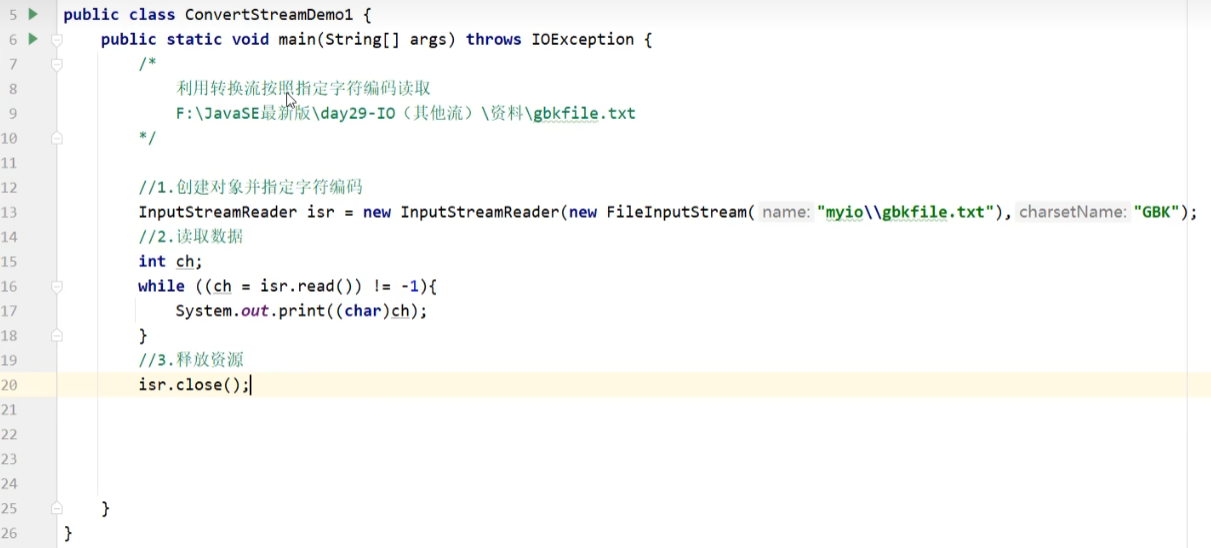 5 public class ConvertStreamDemo1 {
6 public static void main(String[] args) throws IOException {
7 /*
8 利用转换流按照指定字符编码读取
9 F:\JavaSE最新版\day29-IO（其他流）\资料\gbkfile.txt
10 */
11
12 //1.创建对象并指定字符编码
13 InputStreamReader isr = new InputStreamReader(new FileInputStream( name: "myio\\gbkfile.txt"), charsetName: "GBK");
14 //2.读取数据
15 int ch;
16 while ((ch = isr.read()) != -1){
17 System.out.print((char)ch);
18 }
19 //3.释放资源
20 isr.close();
21
22
23
24
25 }
26 }